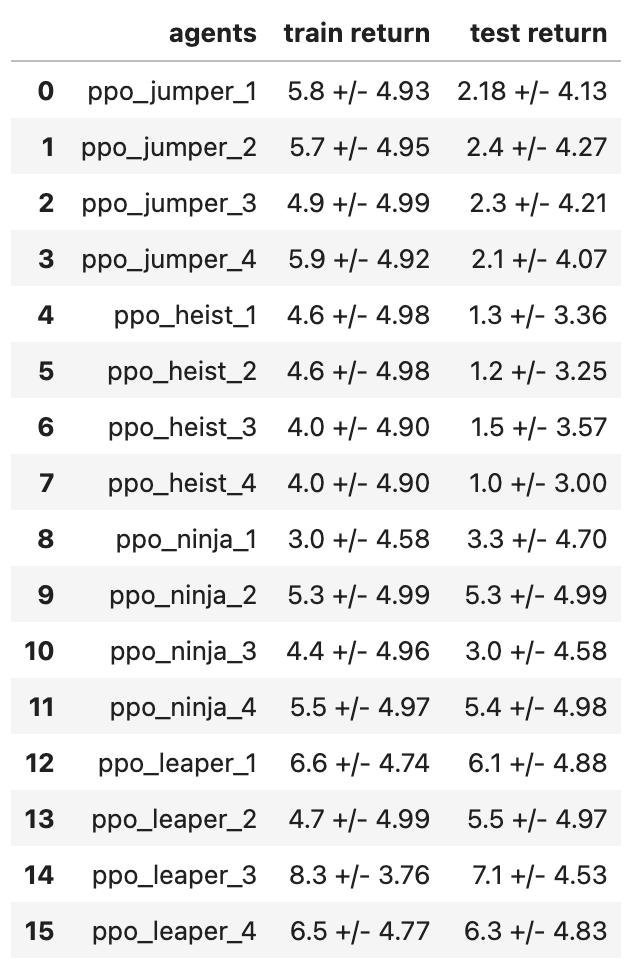 agents train return test return
0 ppo_jumper_1 5.8 +/- 4.93 2.18 +/- 4.13
1 ppo_jumper_2 5.7 +/- 4.95 2.4 +/- 4.27
2 ppo_jumper_3 4.9 +/- 4.99 2.3 +/- 4.21
3 ppo_jumper_4 5.9 +/- 4.92 2.1 +/- 4.07
4 ppo_heist_1 4.6 +/- 4.98 1.3 +/- 3.36
5 ppo_heist_2 4.6 +/- 4.98 1.2 +/- 3.25
6 ppo_heist_3 4.0 +/- 4.90 1.5 +/- 3.57
7 ppo_heist_4 4.0 +/- 4.90 1.0 +/- 3.00
8 ppo_ninja_1 3.0 +/- 4.58 3.3 +/- 4.70
9 ppo_ninja_2 5.3 +/- 4.99 5.3 +/- 4.99
10 ppo_ninja_3 4.4 +/- 4.96 3.0 +/- 4.58
11 ppo_ninja_4 5.5 +/- 4.97 5.4 +/- 4.98
12 ppo_leaper_1 6.6 +/- 4.74 6.1 +/- 4.88
13 ppo_leaper_2 4.7 +/- 4.99 5.5 +/- 4.97
14 ppo_leaper_3 8.3 +/- 3.76 7.1 +/- 4.53
15 ppo_leaper_4 6.5 +/- 4.77 6.3 +/- 4.83